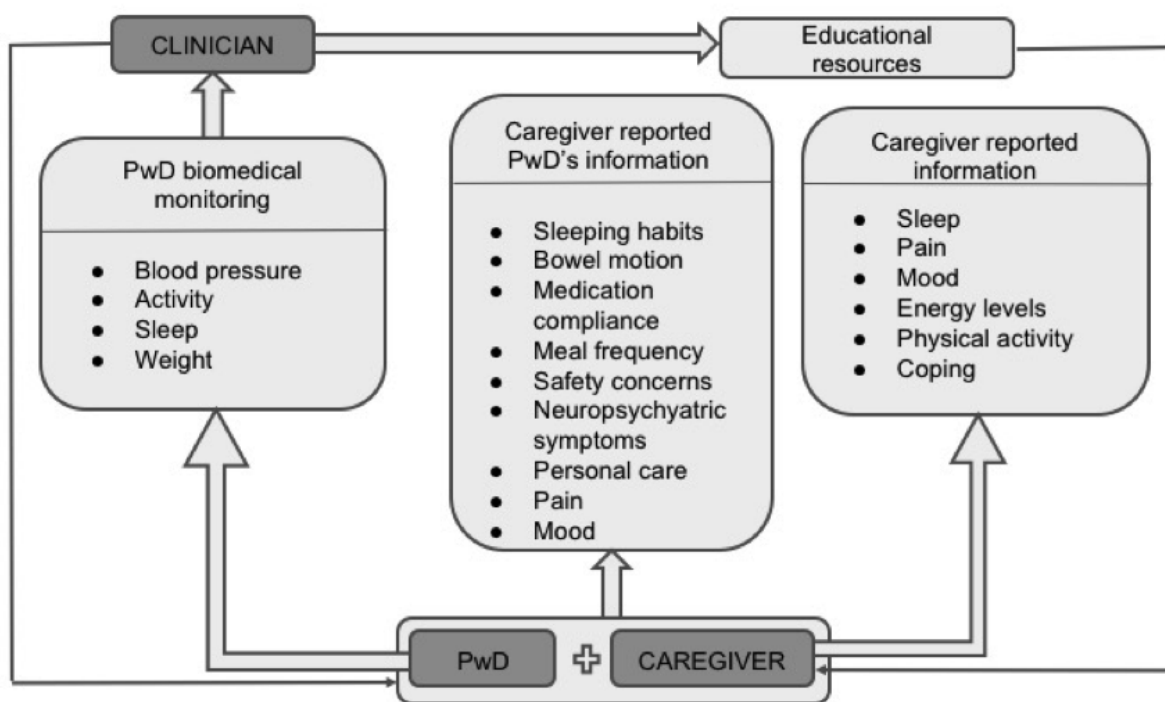 CLINICIAN
Educational
resources
PwD biomedical
monitoring
● Blood pressure
● Activity
● Sleep
● Weight
Caregiver reported
PwD's information
● Sleeping habits
● Bowel motion
● Medication
compliance
● Meal frequency
● Safety concerns
● Neuropsychyatric
symptoms
● Personal care
● Pain
● Mood
Caregiver reported
information
● Sleep
● Pain
● Mood
● Energy levels
● Physical activity
● Coping
PwD
CAREGIVER